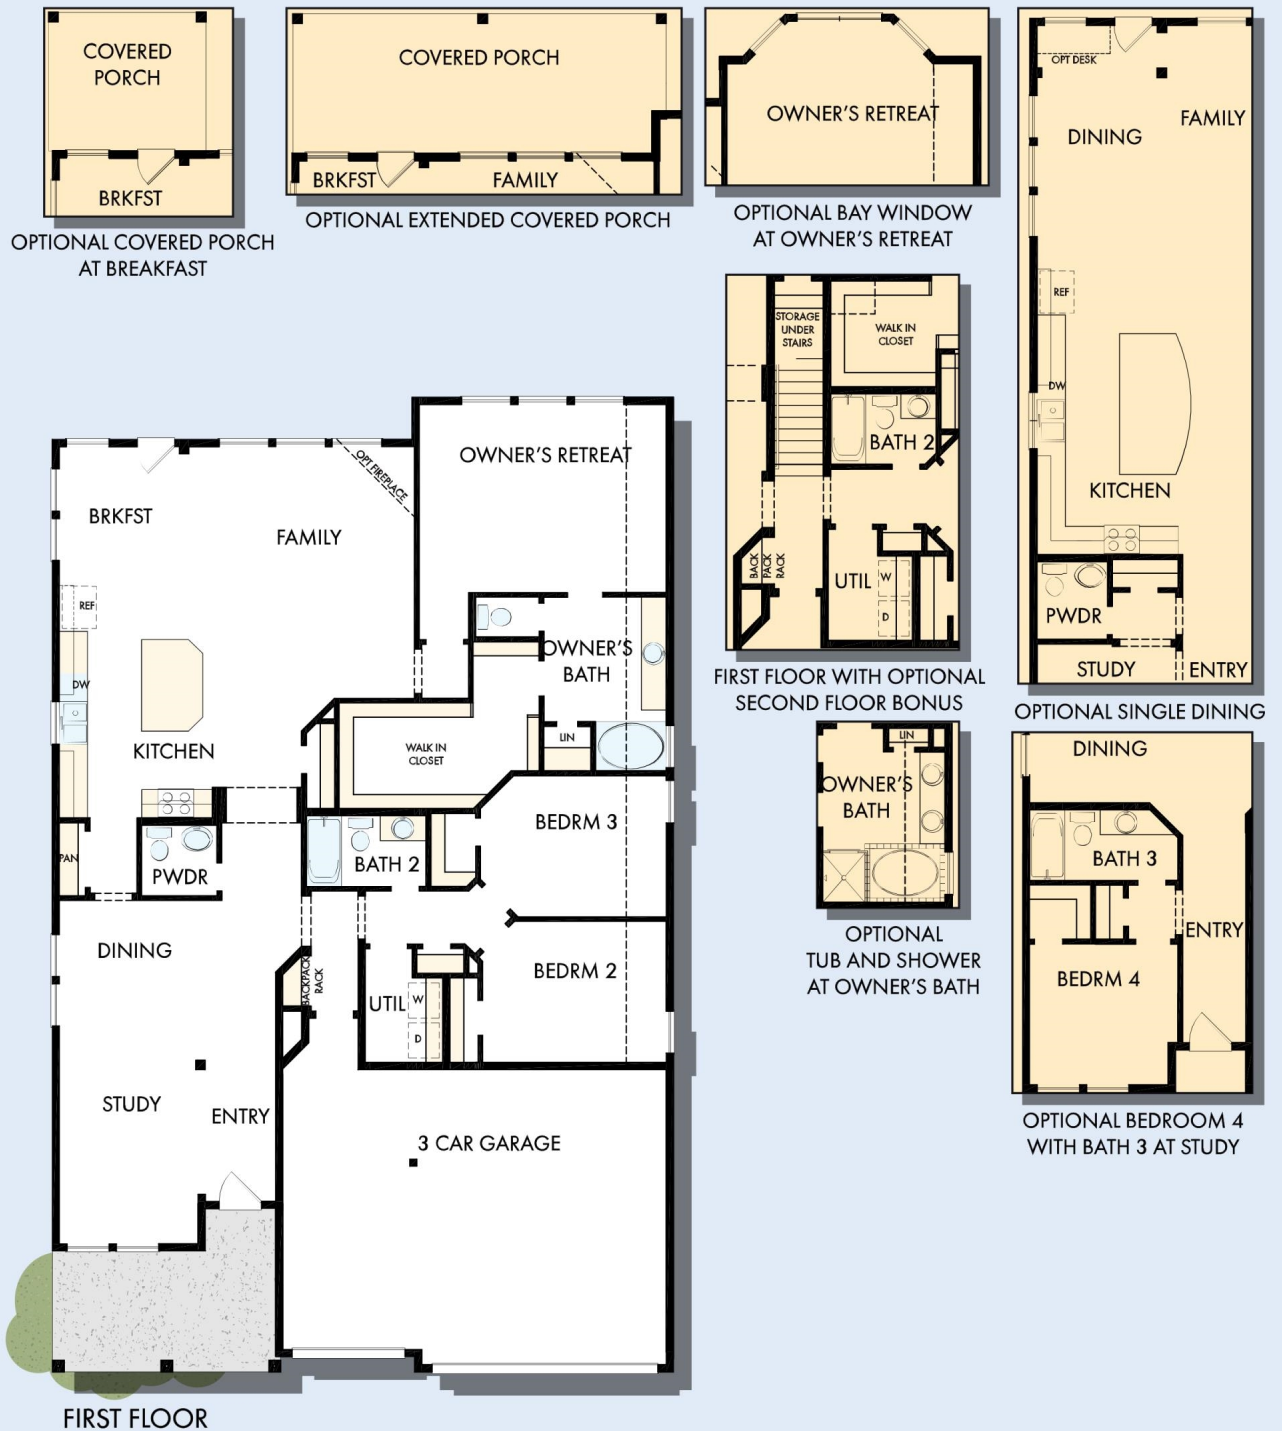 COVERED
PORCH
BRKFST
OPTIONAL COVERED PORCH
AT BREAKFAST
COVERED PORCH
BRKFST
FAMILY
OPTIONAL EXTENDED COVERED PORCH
OWNER'S RETREAT
OPTIONAL BAY WINDOW
AT OWNER'S RETREAT
OPT DESK
FAMILY
DINING
REF
DW
KITCHEN
PWDR
STUDY
ENTRY
OPTIONAL SINGLE DINING
STORAGE
UNDER
STAIRS
WALK IN
CLOSET
BATH 2
BACK
PACK
RACK
UTIL
W
D
FIRST FLOOR WITH OPTIONAL
SECOND FLOOR BONUS
LIN
OWNER'S
BATH
OPTIONAL
TUB AND SHOWER
AT OWNER'S BATH
DINING
BATH 3
ENTRY
BEDRM 4
OPTIONAL BEDROOM 4
WITH BATH 3 AT STUDY
OWNER'S RETREAT
OPT FIREPLACE
BRKFST
FAMILY
REF
OWNER'S
BATH
DW
KITCHEN
WALK IN
CLOSET
LIN
BEDRM 3
PAN
PWDR
BATH 2
DINING
BACKPACK
RACK
BEDRM 2
UTIL
W
D
STUDY
ENTRY
3 CAR GARAGE
FIRST FLOOR